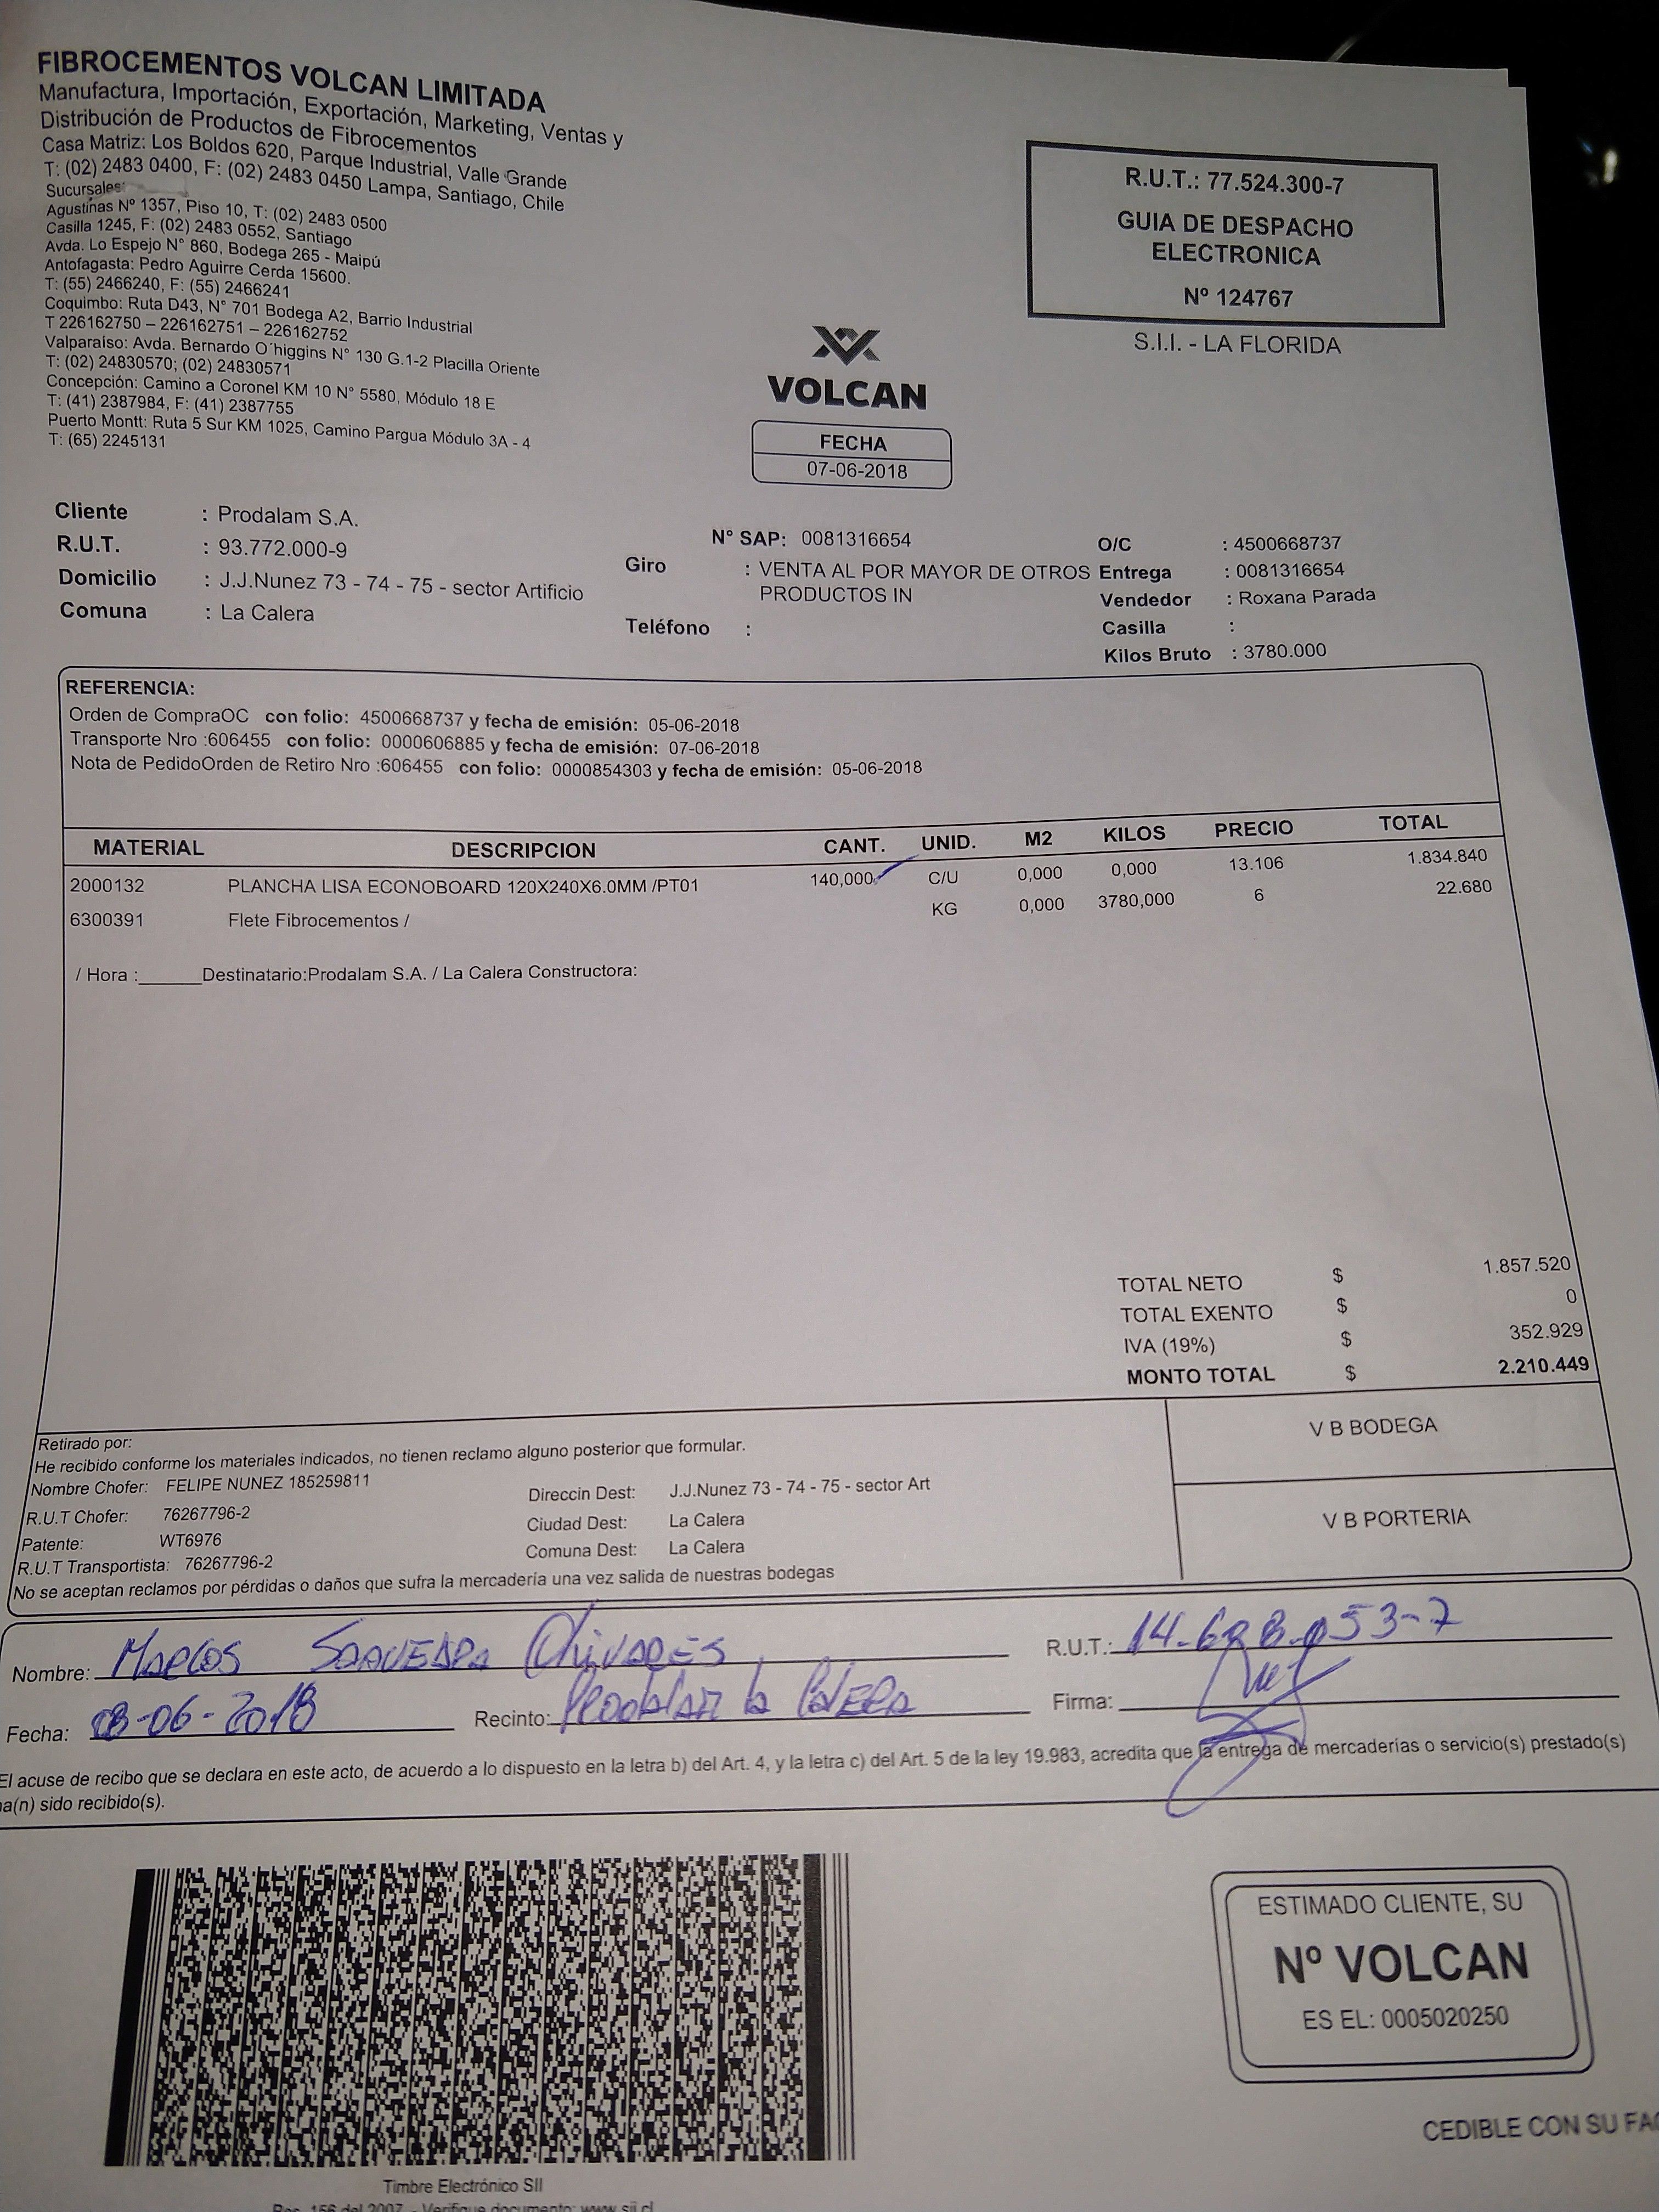 FIBROCEMENTOS VOLCAN LIMITADA
Manufactura, Importación, Exportación, Marketing, Ventas y
Distribución de Productos de Fibrocementos
Casa Matriz: Los Boldos 620, Parque Industrial, Valle Grande
T: (02) 2483 0400, F: (02) 2483 0450 Lampa, Santiago, Chile
Sucursales:
Agustinas Nº 1357, Piso 10, T: (02) 2483 0500
Casilla 1245, F: (02) 2483 0552, Santiago
Avda. Lo Espejo N° 860, Bodega 265 - Maipú
Antofagasta: Pedro Aguirre Cerda 15600.
T: (55) 2466240, F: (55) 2466241
Coquimbo: Ruta D43, N° 701 Bodega A2, Barrio Industrial
T 226162750 – 226162751 – 226162752
Valparaíso: Avda. Bernardo O´higgins N° 130 G.1-2 Placilla Oriente
T: (02) 24830570; (02) 24830571
Concepción: Camino a Coronel KM 10 N° 5580, Módulo 18 E
T: (41) 2387984, F: (41) 2387755
Puerto Montt: Ruta 5 Sur KM 1025, Camino Pargua Módulo 3A - 4
T: (65) 2245131
R.U.T.: 77.524.300-7
GUIA DE DESPACHO
ELECTRONICA
Nº 124767
S.I.I. - LA FLORIDA
VOLCAN
FECHA
07-06-2018
Cliente : Prodalam S.A.
R.U.T. : 93.772.000-9
Domicilio : J.J.Nunez 73 - 74 - 75 - sector Artificio
Comuna : La Calera
N° SAP: 0081316654
Giro : VENTA AL POR MAYOR DE OTROS
PRODUCTOS IN
Teléfono :
O/C : 4500668737
Entrega : 0081316654
Vendedor : Roxana Parada
Casilla :
Kilos Bruto : 3780.000
REFERENCIA:
Orden de CompraOC con folio: 4500668737 y fecha de emisión: 05-06-2018
Transporte Nro :606455 con folio: 0000606885 y fecha de emisión: 07-06-2018
Nota de PedidoOrden de Retiro Nro :606455 con folio: 0000854303 y fecha de emisión: 05-06-2018
MATERIAL DESCRIPCION CANT. UNID. M2 KILOS PRECIO TOTAL
2000132 PLANCHA LISA ECONOBOARD 120X240X6.0MM /PT01 140,000 C/U 0,000 0,000 13.106 1.834.840
6300391 Flete Fibrocementos / KG 0,000 3780,000 6 22.680
/ Hora :______Destinatario:Prodalam S.A. / La Calera Constructora:
TOTAL NETO $ 1.857.520
TOTAL EXENTO $ 0
IVA (19%) $ 352.929
MONTO TOTAL $ 2.210.449
Retirado por:
He recibido conforme los materiales indicados, no tienen reclamo alguno posterior que formular.
Nombre Chofer: FELIPE NUNEZ 185259811
R.U.T Chofer: 76267796-2
Patente: WT6976
R.U.T Transportista: 76267796-2
Direccin Dest: J.J.Nunez 73 - 74 - 75 - sector Art
Ciudad Dest: La Calera
Comuna Dest: La Calera
No se aceptan reclamos por pérdidas o daños que sufra la mercadería una vez salida de nuestras bodegas
V B BODEGA
V B PORTERIA
Nombre: MARCOS SAAVEDRA OLIVARES R.U.T.: 14.628.053-7
Fecha: 08-06-2018 Recinto: PRODALAM la CALERA Firma:
El acuse de recibo que se declara en este acto, de acuerdo a lo dispuesto en la letra b) del Art. 4, y la letra c) del Art. 5 de la ley 19.983, acredita que la entrega de mercaderías o servicio(s) prestado(s)
ha(n) sido recibido(s).
ESTIMADO CLIENTE, SU
Nº VOLCAN
ES EL: 0005020250
CEDIBLE CON SU FAC
Timbre Electrónico SII
Res. 156 del 2007 - Verifique documento: www.sii.cl